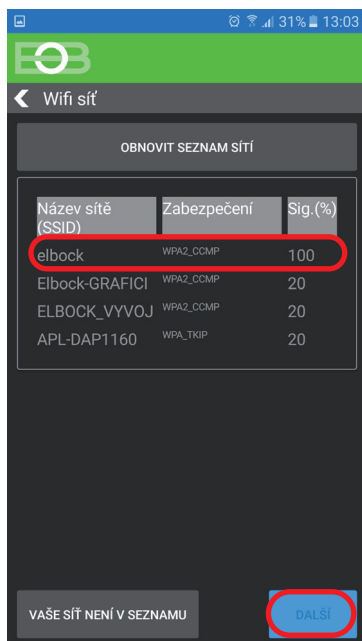 31% 13:03
EOB
Wifi síť
OBNOVIT SEZNAM SÍTÍ
Název sítě Zabezpečení Sig.(%)
(SSID)
elbock WPA2_CCMP 100
Elbock-GRAFICI WPA2_CCMP 20
ELBOCK_VYVOJ WPA2_CCMP 20
APL-DAP1160 WPA_TKIP 20
VAŠE SÍŤ NENÍ V SEZNAMU DALŠÍ